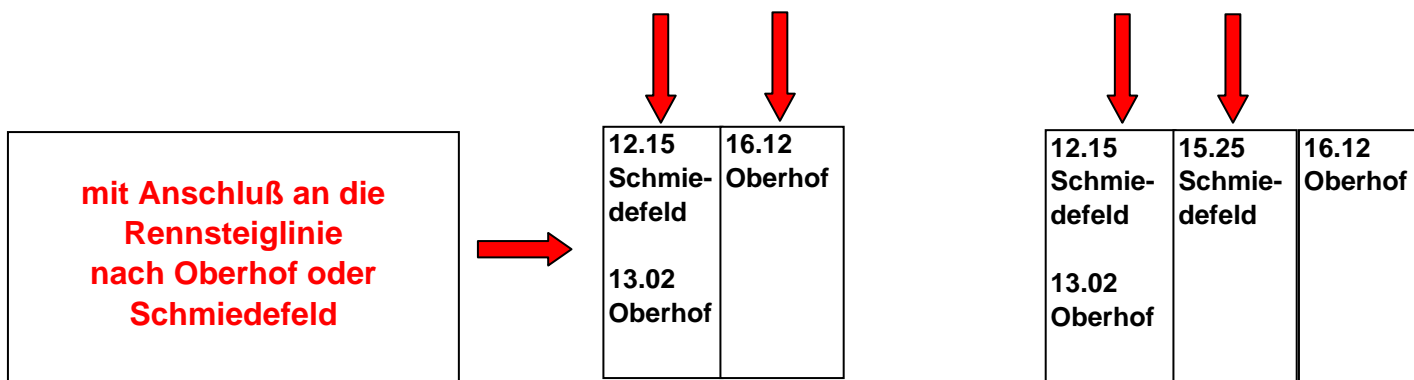 mit Anschluß an die
Rennsteiglinie
nach Oberhof oder
Schmiedefeld
12.15
Schmie-
defeld
13.02
Oberhof
16.12
Oberhof
12.15
Schmie-
defeld
13.02
Oberhof
15.25
Schmie-
defeld
16.12
Oberhof